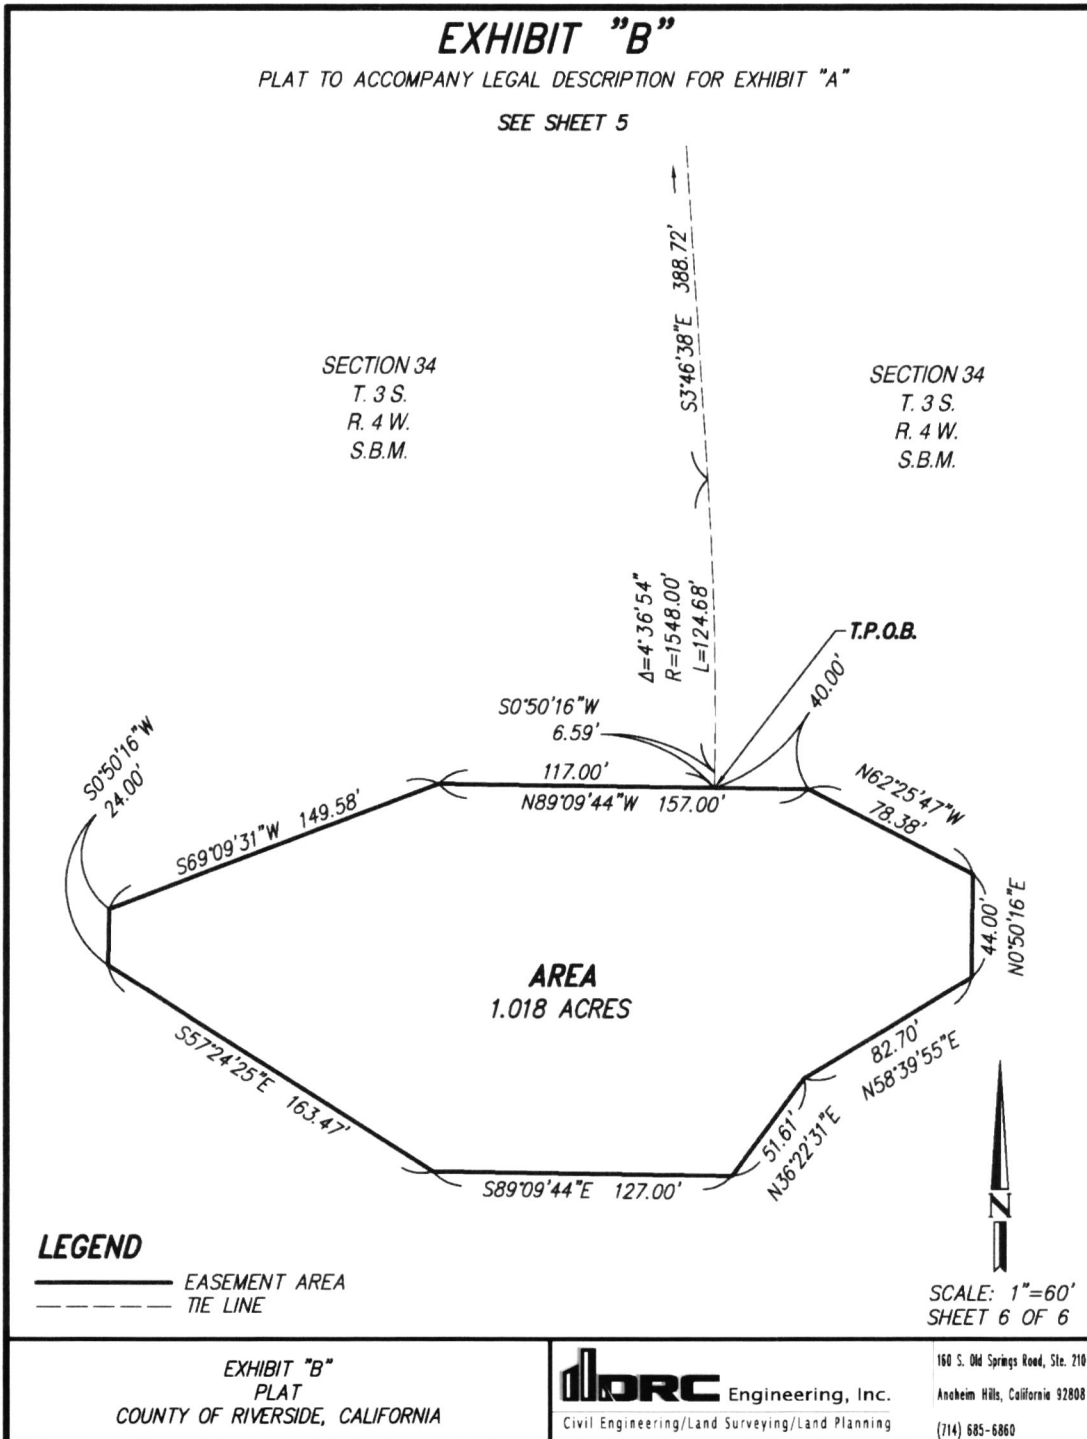 EXHIBIT "B"
PLAT TO ACCOMPANY LEGAL DESCRIPTION FOR EXHIBIT "A"
SEE SHEET 5
S3°46'38"E 388.72'
SECTION 34
T. 3 S.
R. 4 W.
S.B.M.
SECTION 34
T. 3 S.
R. 4 W.
S.B.M.
Δ=4°36'54"
R=1548.00'
L=124.68'
T.P.O.B.
40.00'
S0°50'16"W
6.59'
S0°50'16"W
24.00'
S69°09'31"W 149.58'
117.00'
N89°09'44"W 157.00'
N62°25'47"W
78.38'
44.00'
N0°50'16"E
AREA
1.018 ACRES
S57°24'25"E 163.47'
82.70'
N58°39'55"E
51.61'
N36°22'31"E
S89°09'44"E 127.00'
LEGEND
EASEMENT AREA
TIE LINE
N
SCALE: 1"=60'
SHEET 6 OF 6
EXHIBIT "B"
PLAT
COUNTY OF RIVERSIDE, CALIFORNIA
DRC Engineering, Inc.
Civil Engineering/Land Surveying/Land Planning
160 S. Old Springs Road, Ste. 210
Anaheim Hills, California 92808
(714) 685-6860